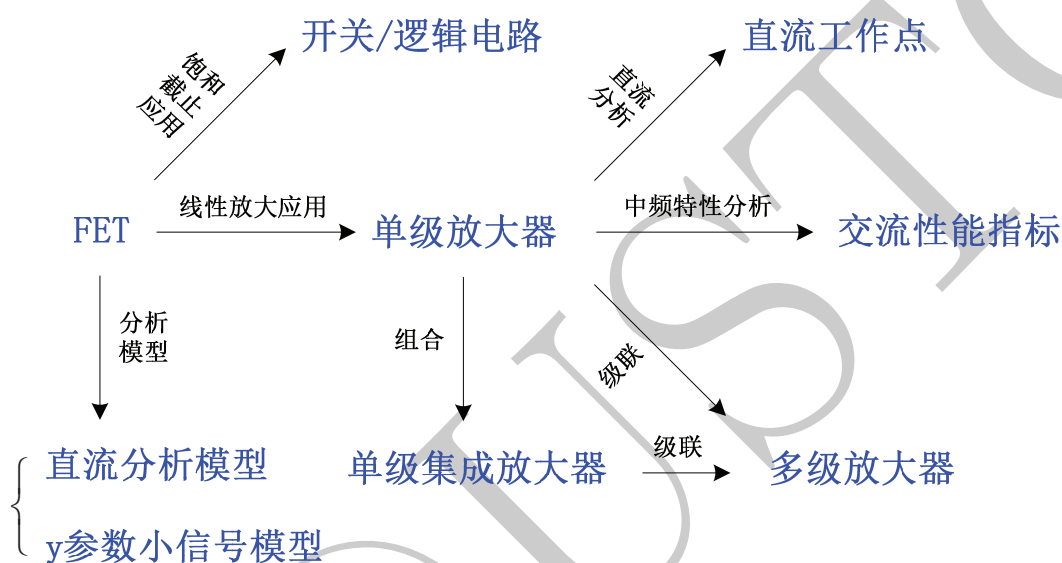 开关/逻辑电路
直流工作点
饱和
截止
应用
直流
分析
FET
线性放大应用
单级放大器
中频特性分析
交流性能指标
分析
模型
组合
级联
直流分析模型
单级集成放大器
级联
多级放大器
y参数小信号模型